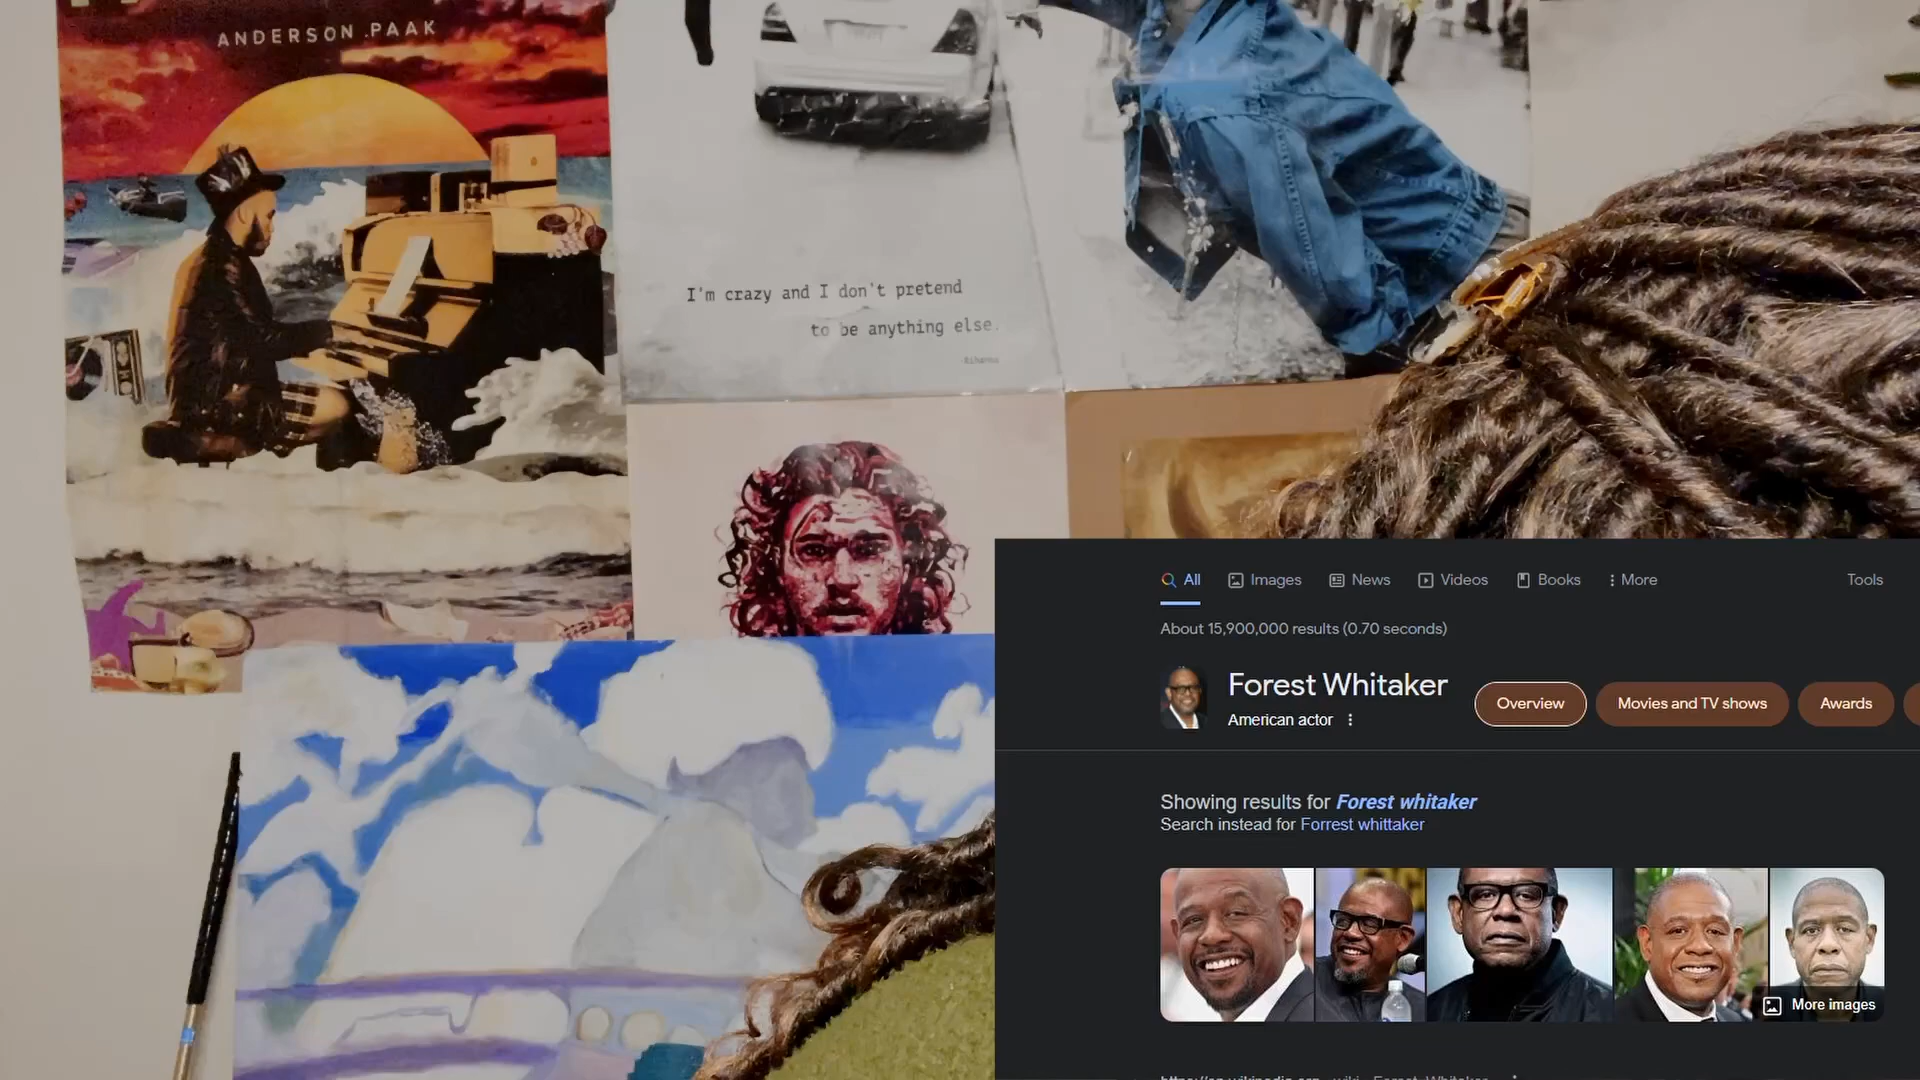 ANDERSON .PAAK
I'm crazy and I don't pretend
to be anything else.
-Rihanna
All Images News Videos Books More Tools
About 15,900,000 results (0.70 seconds)
Forest Whitaker
American actor
Overview Movies and TV shows Awards
Showing results for Forest whitaker
Search instead for Forrest whittaker
More images